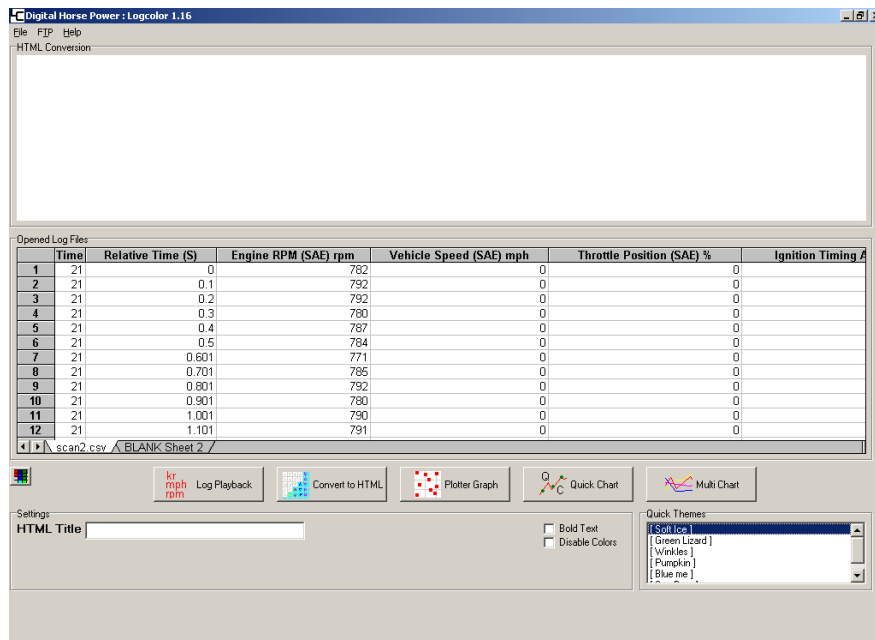 Digital Horse Power : Logcolor 1.16
File FTP Help
HTML Conversion
Opened Log Files
Time Relative Time (S) Engine RPM (SAE) rpm Vehicle Speed (SAE) mph Throttle Position (SAE) % Ignition Timing A
1 21 0 782 0 0
2 21 0.1 792 0 0
3 21 0.2 792 0 0
4 21 0.3 780 0 0
5 21 0.4 787 0 0
6 21 0.5 784 0 0
7 21 0.601 771 0 0
8 21 0.701 785 0 0
9 21 0.801 792 0 0
10 21 0.901 780 0 0
11 21 1.001 790 0 0
12 21 1.101 791 0 0
scan2.csv BLANK Sheet 2
kr mph rpm Log Playback Convert to HTML Plotter Graph Q C Quick Chart Multi Chart
Settings
HTML Title
Bold Text
Disable Colors
Quick Themes
[ Soft Ice ]
[ Green Lizard ]
[ Winkles ]
[ Pumpkin ]
[ Blue me ]